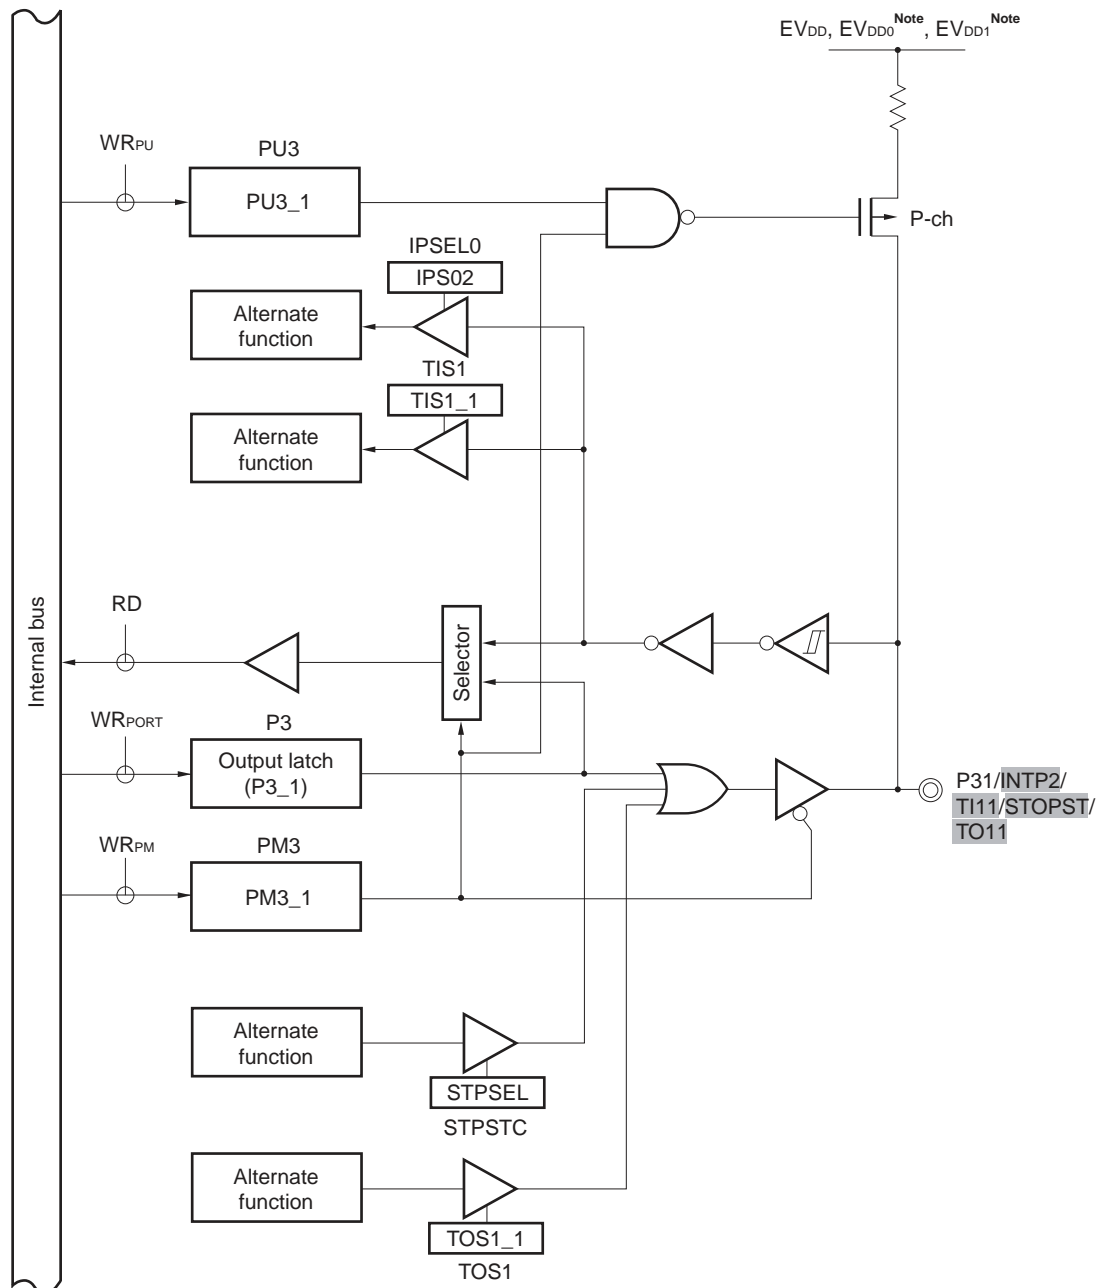 EVDD, EVDD0Note, EVDD1Note
WRPU
PU3
PU3_1
P-ch
IPSEL0
IPS02
Alternate
function
TIS1
TIS1_1
Alternate
function
Internal bus
RD
Selector
WRPORT
P3
Output latch
(P3_1)
P31/INTP2/
TI11/STOPST/
TO11
WRPM
PM3
PM3_1
Alternate
function
STPSEL
STPSTC
Alternate
function
TOS1_1
TOS1